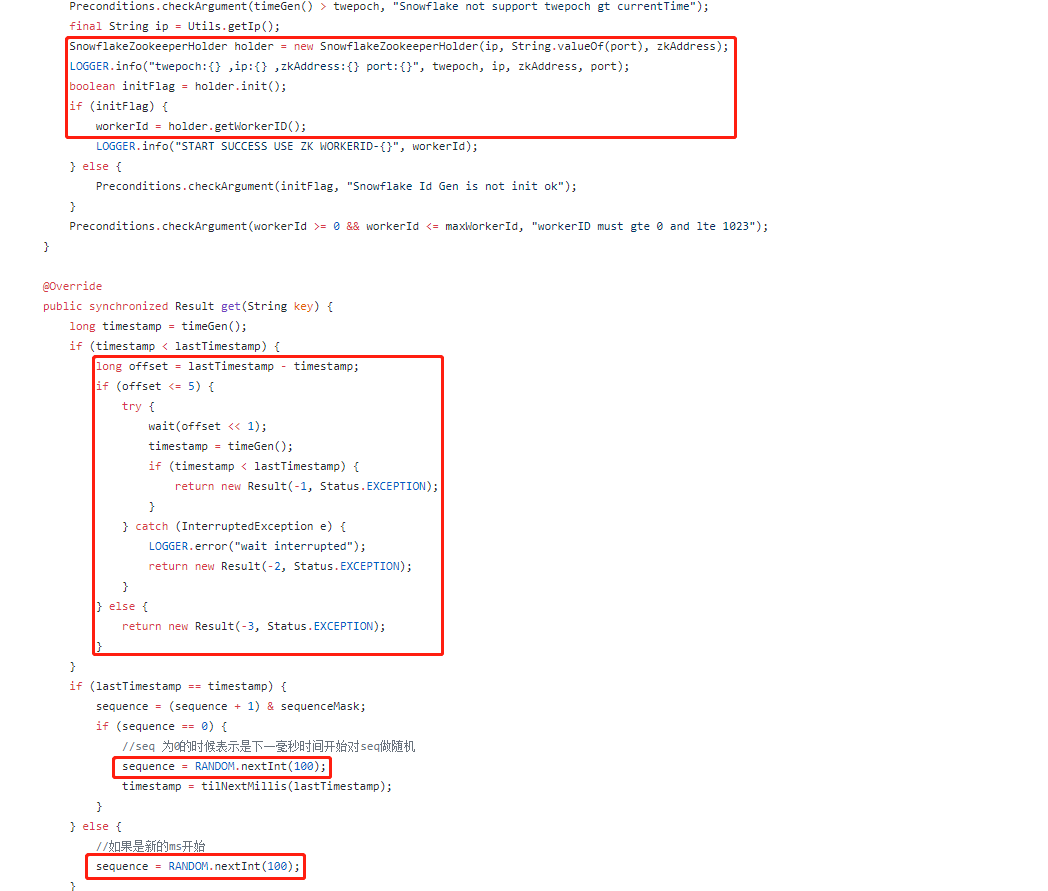 Preconditions.checkArgument(timeGen() > twepoch, "Snowflake not support twepoch gt currentTime");
final String ip = Utils.getIp();
SnowflakeZookeeperHolder holder = new SnowflakeZookeeperHolder(ip, String.valueOf(port), zkAddress);
LOGGER.info("twepoch:{} ,ip:{} ,zkAddress:{} port:{}", twepoch, ip, zkAddress, port);
boolean initFlag = holder.init();
if (initFlag) {
workerId = holder.getWorkerID();
LOGGER.info("START SUCCESS USE ZK WORKERID-{}", workerId);
} else {
Preconditions.checkArgument(initFlag, "Snowflake Id Gen is not init ok");
}
Preconditions.checkArgument(workerId >= 0 && workerId <= maxWorkerId, "workerID must gte 0 and lte 1023");
}
@Override
public synchronized Result get(String key) {
long timestamp = timeGen();
if (timestamp < lastTimestamp) {
long offset = lastTimestamp - timestamp;
if (offset <= 5) {
try {
wait(offset << 1);
timestamp = timeGen();
if (timestamp < lastTimestamp) {
return new Result(-1, Status.EXCEPTION);
}
} catch (InterruptedException e) {
LOGGER.error("wait interrupted");
return new Result(-2, Status.EXCEPTION);
}
} else {
return new Result(-3, Status.EXCEPTION);
}
}
if (lastTimestamp == timestamp) {
sequence = (sequence + 1) & sequenceMask;
if (sequence == 0) {
//seq 为0的时候表示是下一毫秒时间开始对seq做随机
sequence = RANDOM.nextInt(100);
timestamp = tilNextMillis(lastTimestamp);
}
} else {
//如果是新的ms开始
sequence = RANDOM.nextInt(100);
}